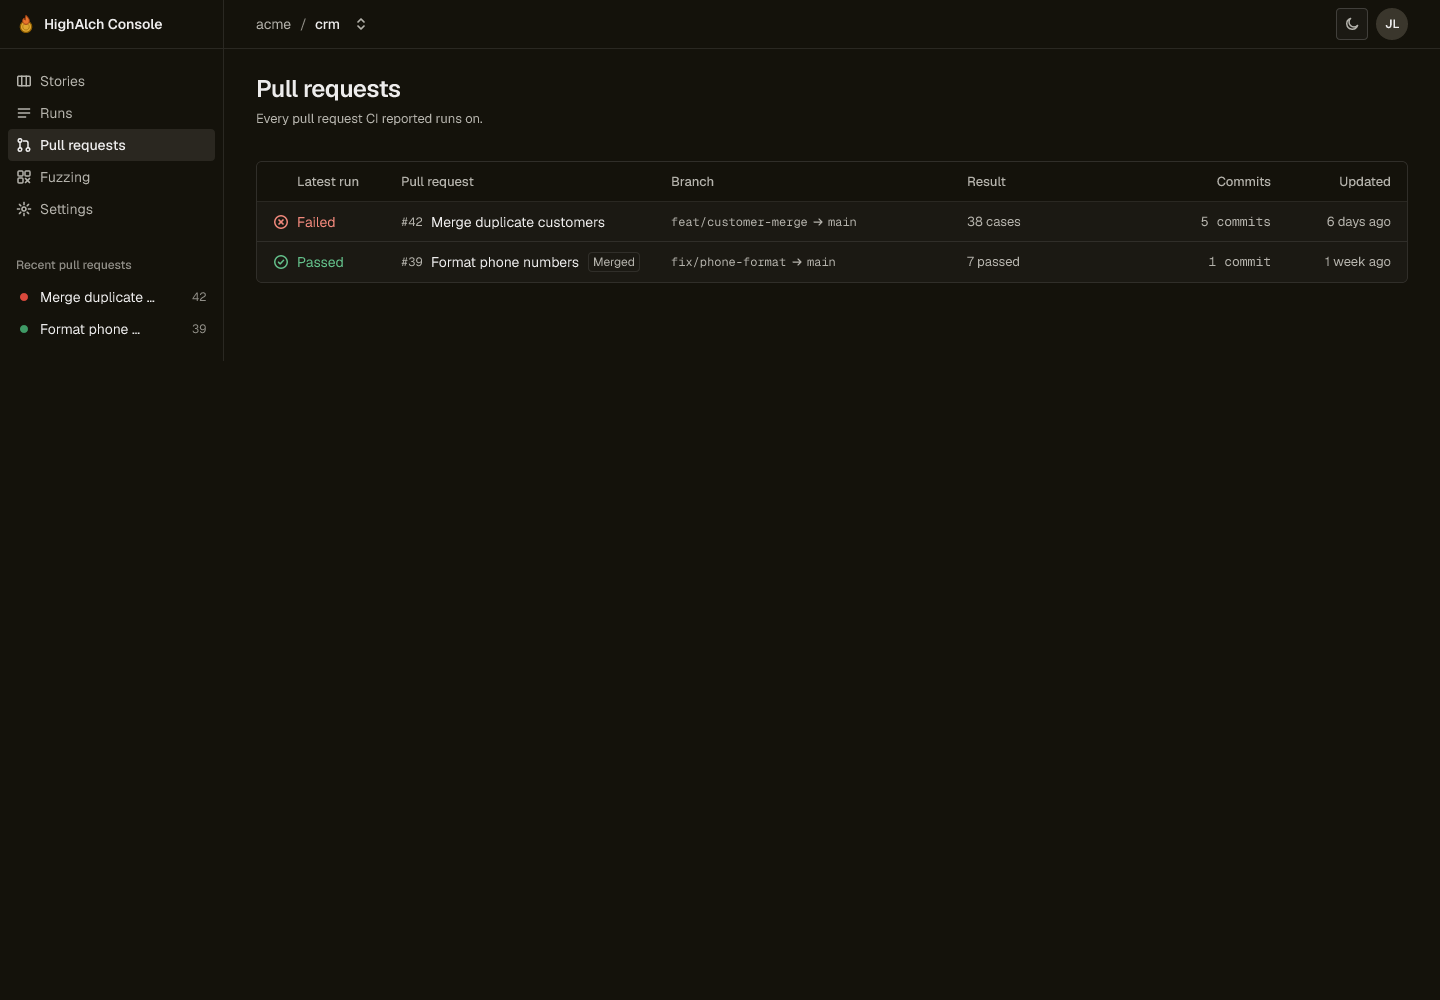 HighAlch Console
acme / crm
JL
Stories
Runs
Pull requests
Fuzzing
Settings
Recent pull requests
Merge duplicate ... 42
Format phone ... 39
Pull requests
Every pull request CI reported runs on.
Latest run Pull request Branch Result Commits Updated
Failed #42 Merge duplicate customers feat/customer-merge → main 38 cases 5 commits 6 days ago
Passed #39 Format phone numbers Merged fix/phone-format → main 7 passed 1 commit 1 week ago